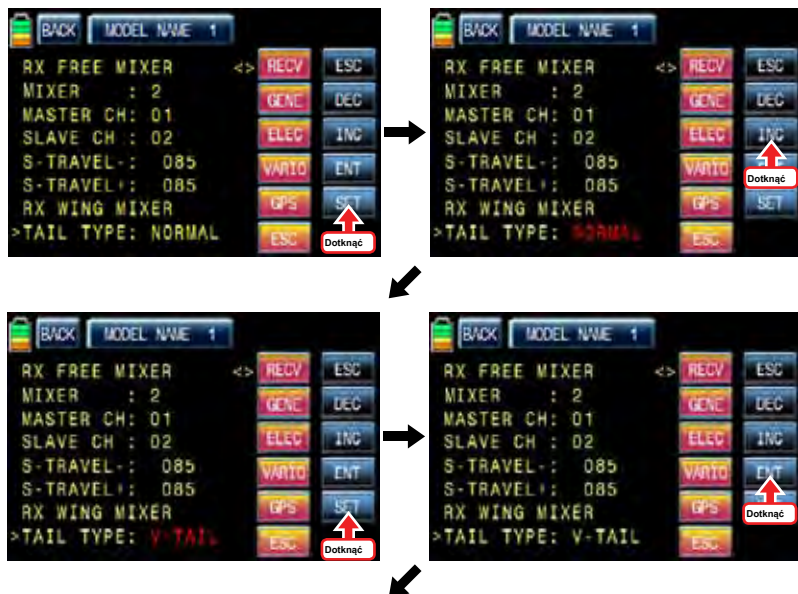 BACK MODEL NAME 1
RX FREE MIXER <> RECV ESC
MIXER : 2 GENE DEC
MASTER CH: 01
SLAVE CH : 02 ELEC INC
S-TRAVEL-: 085 VARIO ENT
S-TRAVEL+: 085
RX WING MIXER GPS SET
>TAIL TYPE: NORMAL ESC Dotknąć
BACK MODEL NAME 1
RX FREE MIXER <> RECV ESC
MIXER : 2 GENE DEC
MASTER CH: 01
SLAVE CH : 02 ELEC INC
S-TRAVEL-: 085 VARIO Dotknąć
S-TRAVEL+: 085
RX WING MIXER GPS SET
>TAIL TYPE: NORMAL ESC
BACK MODEL NAME 1
RX FREE MIXER <> RECV ESC
MIXER : 2 GENE DEC
MASTER CH: 01
SLAVE CH : 02 ELEC INC
S-TRAVEL-: 085 VARIO ENT
S-TRAVEL+: 085
RX WING MIXER GPS SET
>TAIL TYPE: V-TAIL ESC Dotknąć
BACK MODEL NAME 1
RX FREE MIXER <> RECV ESC
MIXER : 2 GENE DEC
MASTER CH: 01
SLAVE CH : 02 ELEC INC
S-TRAVEL-: 085 VARIO ENT
S-TRAVEL+: 085
RX WING MIXER GPS Dotknąć
>TAIL TYPE: V-TAIL ESC